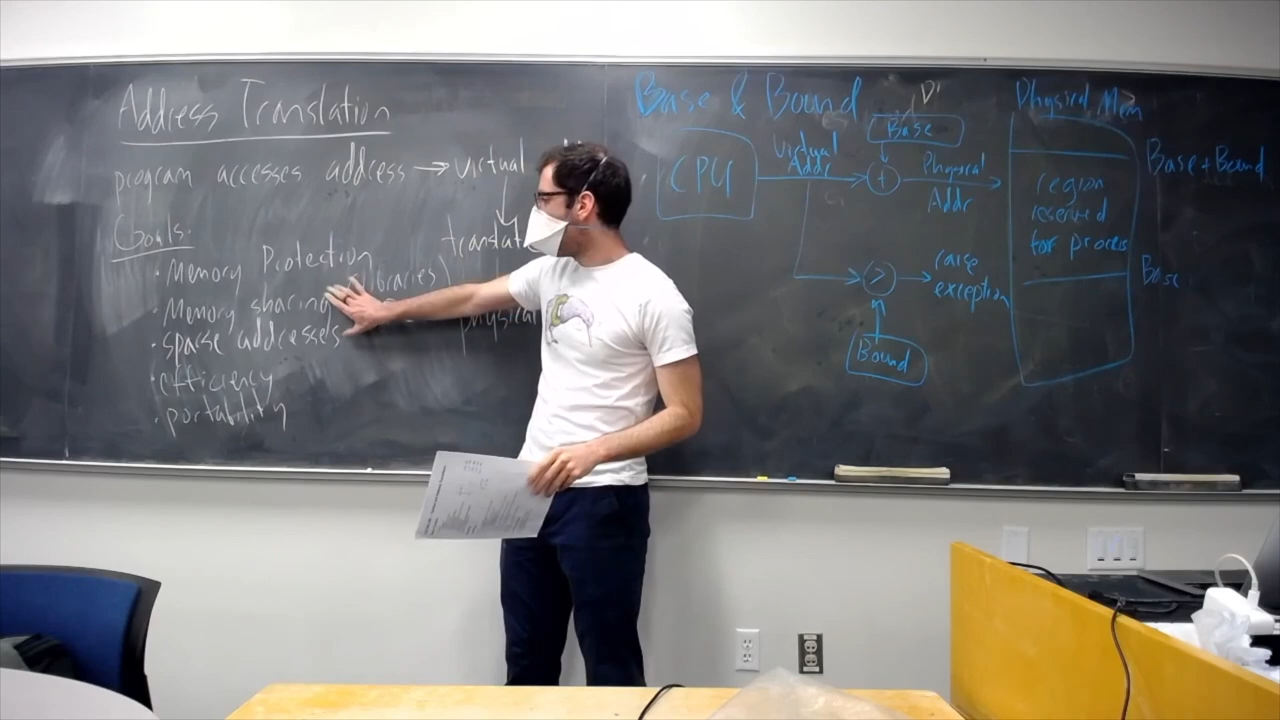 Address Translation
program accesses address → virtual
Goals:
translat
• Memory Protection
• Memory sharing
libraries)
• sparse addresses
physical
• efficiency
• portability
Base & Bound
Base
CPU
Virtual
Addr
+
Physical
Addr
>
raise
exception
Bound
Physical Mem
Base + Bound
region
reserved
for process
Base